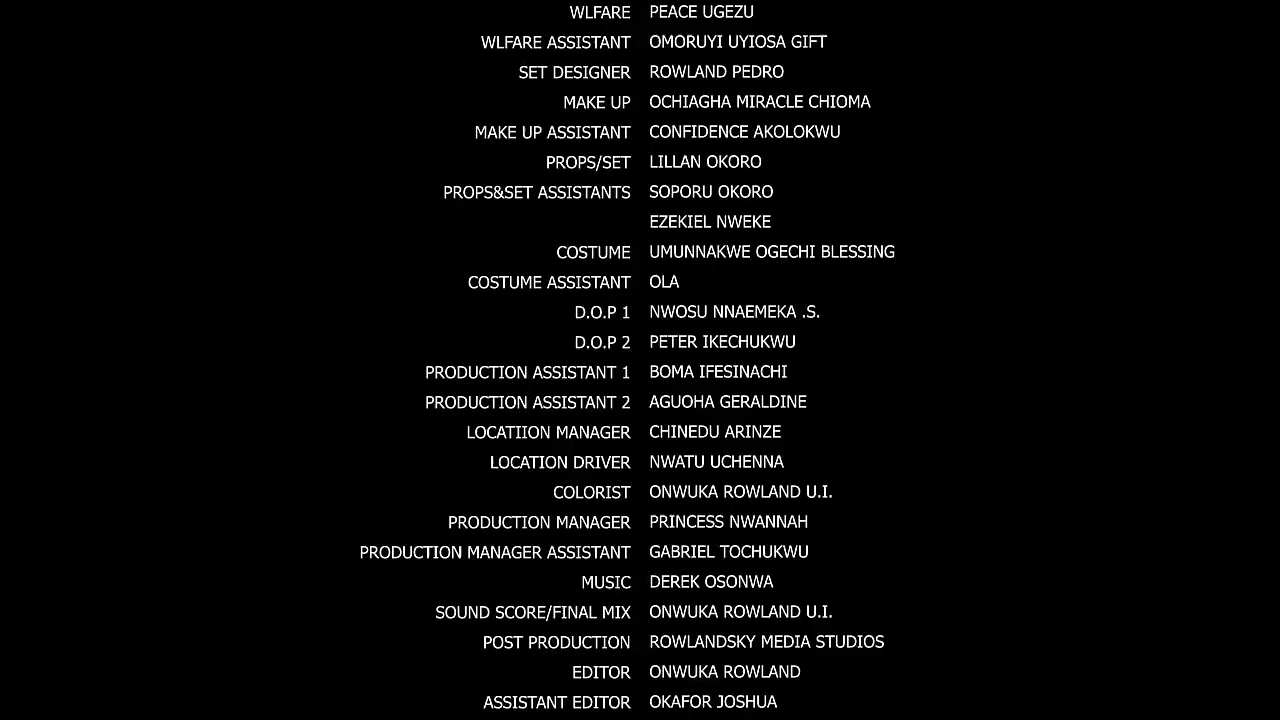 WLFARE PEACE UGEZU
WLFARE ASSISTANT OMORUYI UYIOSA GIFT
SET DESIGNER ROWLAND PEDRO
MAKE UP OCHIAGHA MIRACLE CHIOMA
MAKE UP ASSISTANT CONFIDENCE AKOLOKWU
PROPS/SET LILLAN OKORO
PROPS&SET ASSISTANTS SOPORU OKORO
EZEKIEL NWEKE
COSTUME UMUNNAKWE OGECHI BLESSING
COSTUME ASSISTANT OLA
D.O.P 1 NWOSU NNAEMEKA .S.
D.O.P 2 PETER IKECHUKWU
PRODUCTION ASSISTANT 1 BOMA IFESINACHI
PRODUCTION ASSISTANT 2 AGUOHA GERALDINE
LOCATIION MANAGER CHINEDU ARINZE
LOCATION DRIVER NWATU UCHENNA
COLORIST ONWUKA ROWLAND U.I.
PRODUCTION MANAGER PRINCESS NWANNAH
PRODUCTION MANAGER ASSISTANT GABRIEL TOCHUKWU
MUSIC DEREK OSONWA
SOUND SCORE/FINAL MIX ONWUKA ROWLAND U.I.
POST PRODUCTION ROWLANDSKY MEDIA STUDIOS
EDITOR ONWUKA ROWLAND
ASSISTANT EDITOR OKAFOR JOSHUA